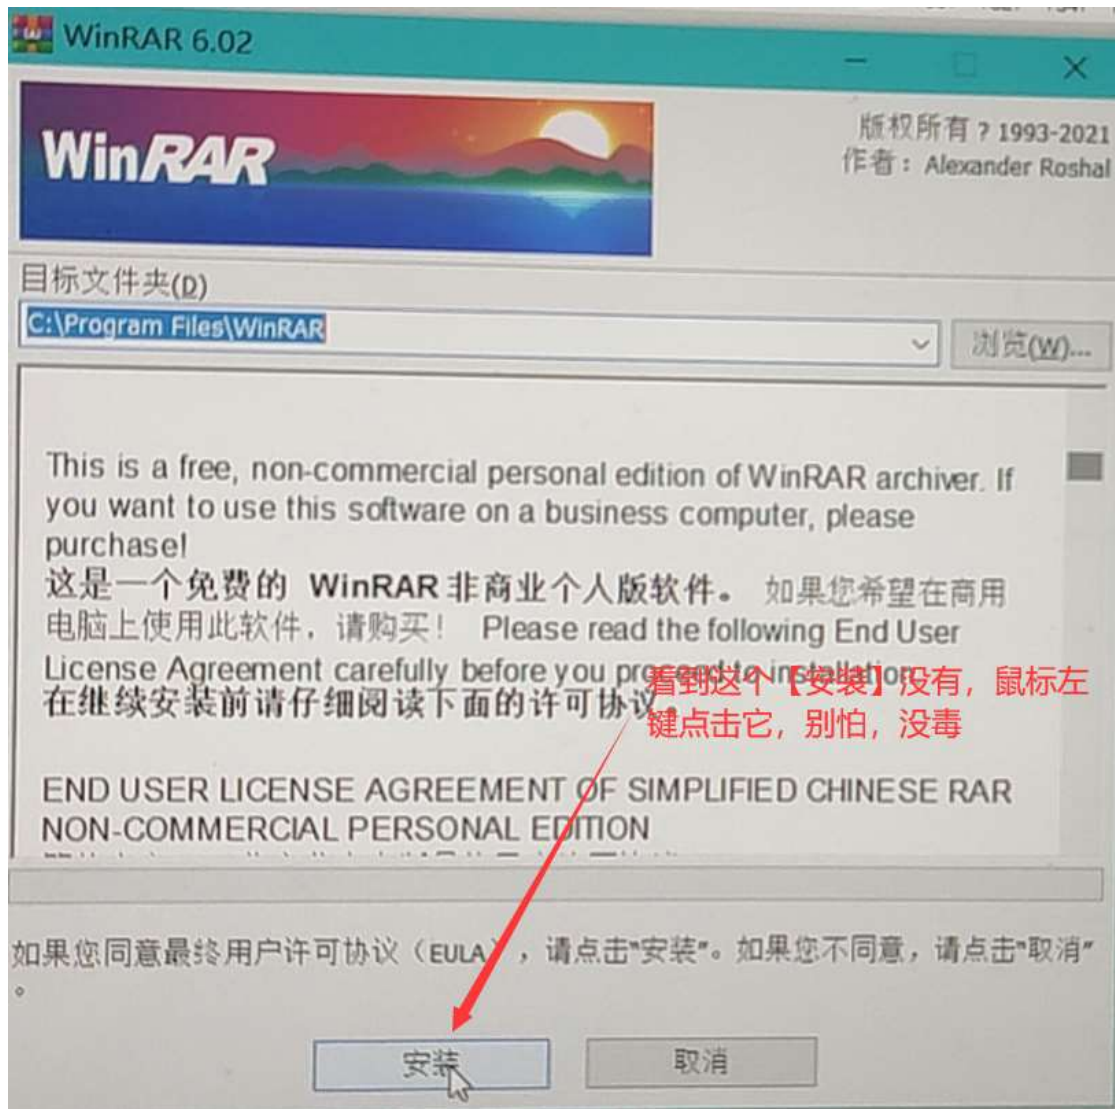 WinRAR 6.02
WinRAR
版权所有 ? 1993-2021
作者：Alexander Roshal
目标文件夹(D)
C:\Program Files\WinRAR
浏览(W)...
This is a free, non-commercial personal edition of WinRAR archiver. If
you want to use this software on a business computer, please
purchase!
这是一个免费的 WinRAR 非商业个人版软件。 如果您希望在商用
电脑上使用此软件，请购买！ Please read the following End User
License Agreement carefully before you proceed to installation
在继续安装前请仔细阅读下面的许可协议。
看到这个【安装】没有，鼠标左
键点击它，别怕，没毒
END USER LICENSE AGREEMENT OF SIMPLIFIED CHINESE RAR
NON-COMMERCIAL PERSONAL EDITION
如果您同意最终用户许可协议（EULA），请点击"安装"。如果您不同意，请点击"取消"
。
安装
取消